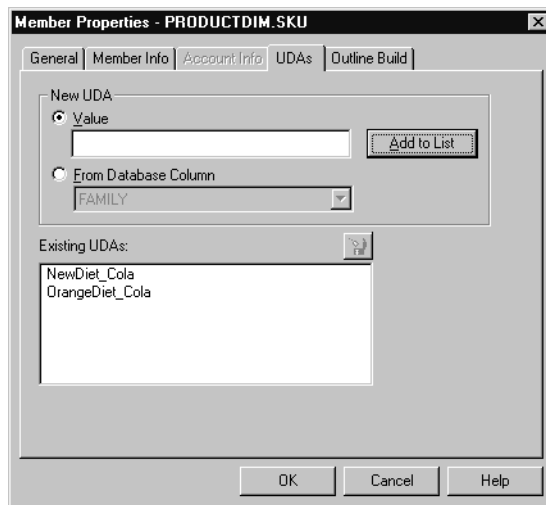 Member Properties - PRODUCTDIM.SKU
General Member Info Account Info UDAs Outline Build
New UDA
Value
Add to List
From Database Column
FAMILY
Existing UDAs:
NewDiet_Cola
OrangeDiet_Cola
OK Cancel Help